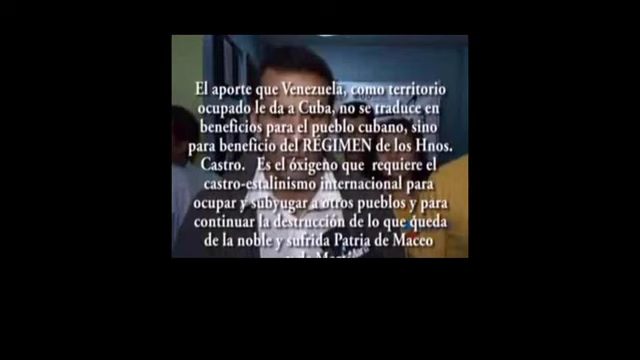 El aporte que Venezuela, como territorio
ocupado le da a Cuba, no se traduce en
beneficios para el pueblo cubano, sino
para beneficio del RÉGIMEN de los Hnos.
Castro. Es el óxigeno que requiere el
castro-estalinismo internacional para
ocupar y subyugar a otros pueblos y para
continuar la destrucción de lo que queda
de la noble y sufrida Patria de Maceo